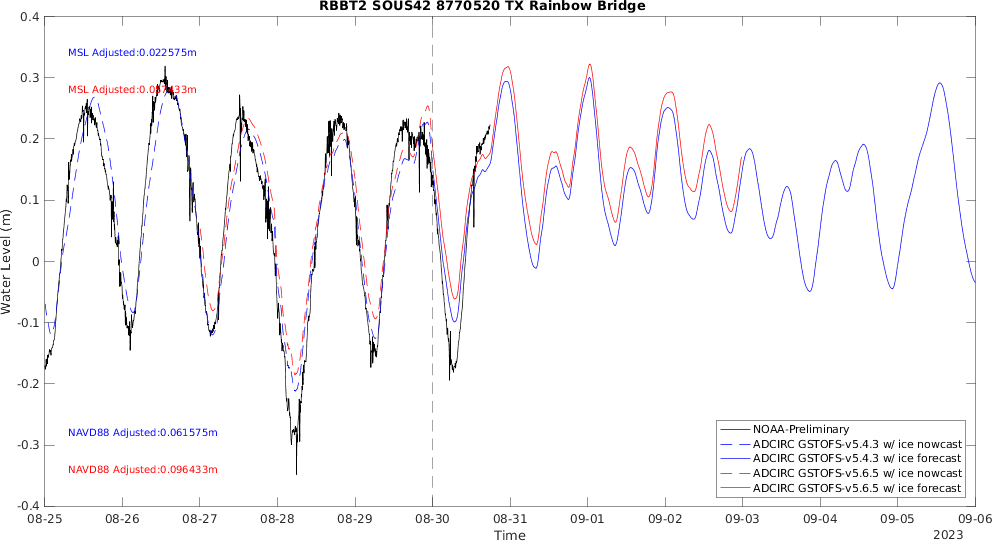 RBBT2 SOUS42 8770520 TX Rainbow Bridge
0.4
MSL Adjusted:0.022575m
0.3
MSL Adjusted:0.057433m
0.2
0.1
0
-0.1
-0.2
-0.3
-0.4
Water Level (m)
NAVD88 Adjusted:0.061575m
NAVD88 Adjusted:0.096433m
NOAA-Preliminary
ADCIRC GSTOFS-v5.4.3 w/ ice nowcast
ADCIRC GSTOFS-v5.4.3 w/ ice forecast
ADCIRC GSTOFS-v5.6.5 w/ ice nowcast
ADCIRC GSTOFS-v5.6.5 w/ ice forecast
08-25 08-26 08-27 08-28 08-29 08-30 08-31 09-01 09-02 09-03 09-04 09-05 09-06
Time
2023